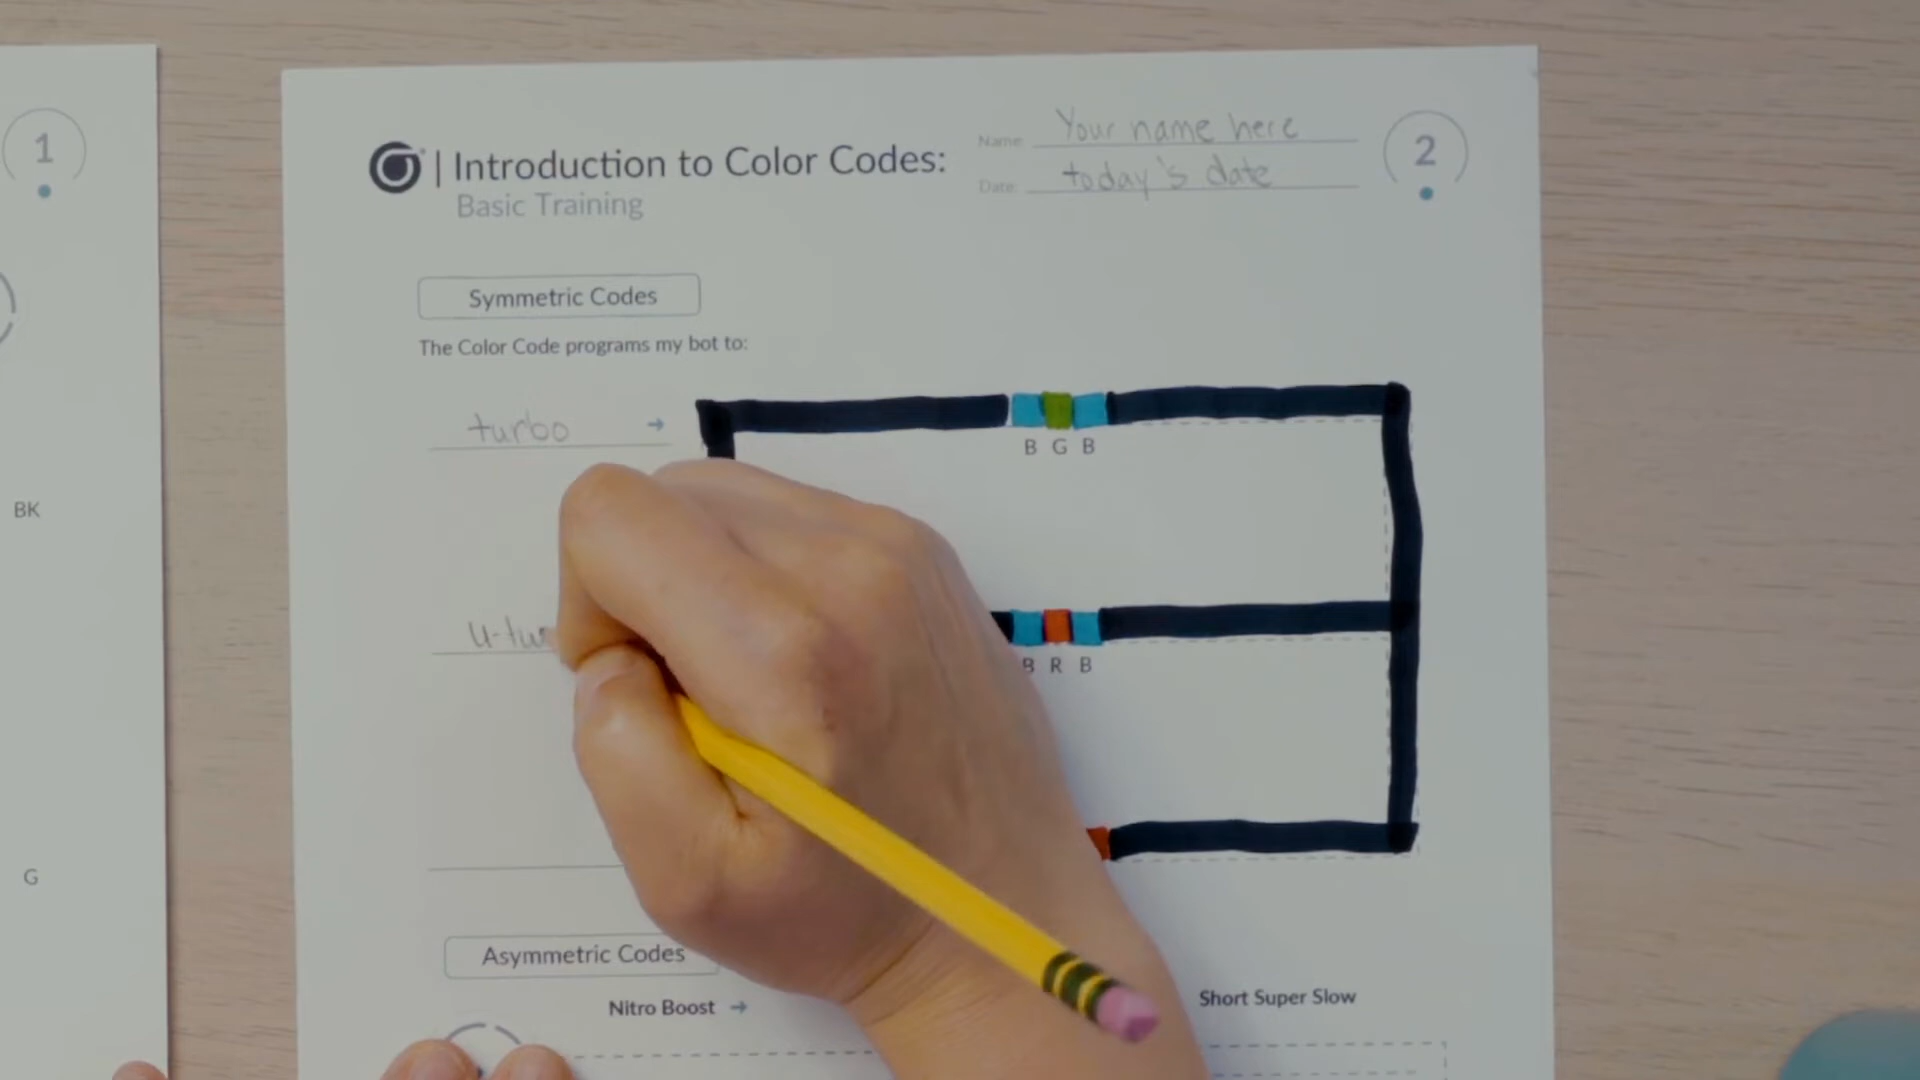 1
BK
G
Introduction to Color Codes:
Basic Training
Name: Your name here
Date: today's date
2
Symmetric Codes
The Color Code programs my bot to:
turbo →
B G B
B R B
Asymmetric Codes
Nitro Boost →
Short Super Slow